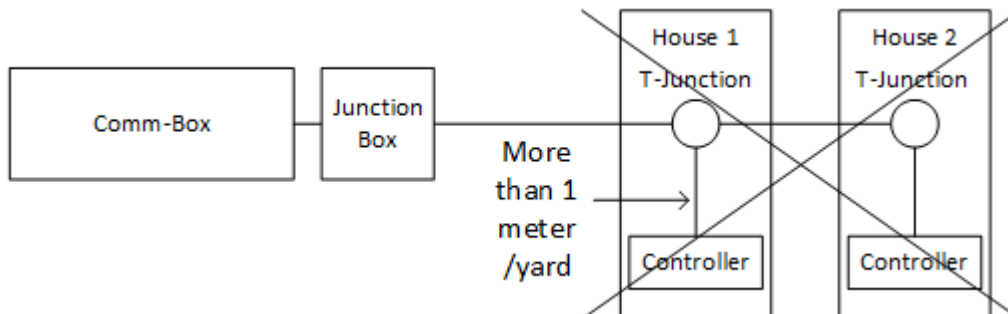 House 1
House 2
T-Junction
T-Junction
Comm-Box
Junction
Box
More
than 1
meter
/yard
Controller
Controller